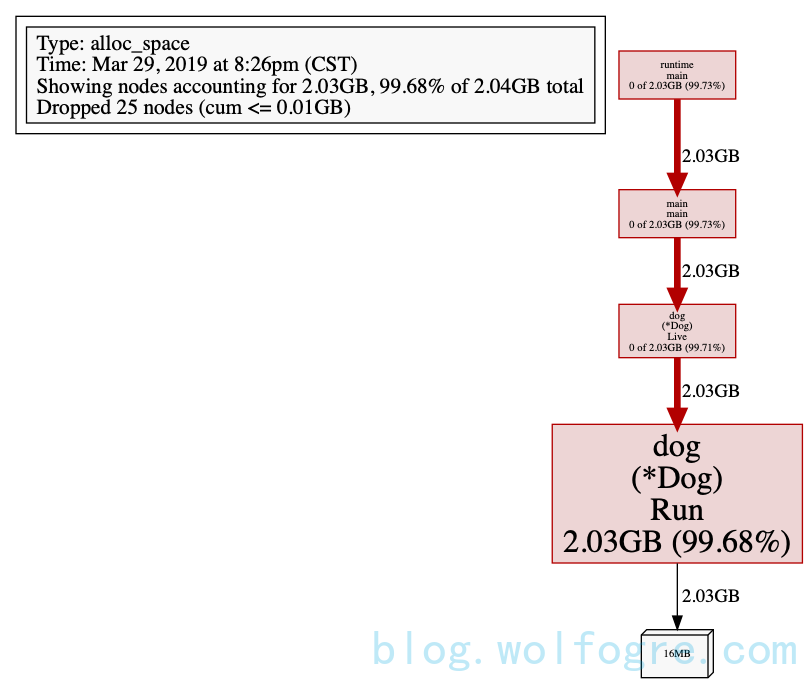 Type: alloc_space
Time: Mar 29, 2019 at 8:26pm (CST)
Showing nodes accounting for 2.03GB, 99.68% of 2.04GB total
Dropped 25 nodes (cum <= 0.01GB)
runtime
main
0 of 2.03GB (99.73%)
2.03GB
main
main
0 of 2.03GB (99.73%)
2.03GB
dog
(*Dog)
Live
0 of 2.03GB (99.71%)
2.03GB
dog
(*Dog)
Run
2.03GB (99.68%)
2.03GB
16MB
blog.wolfogre.com